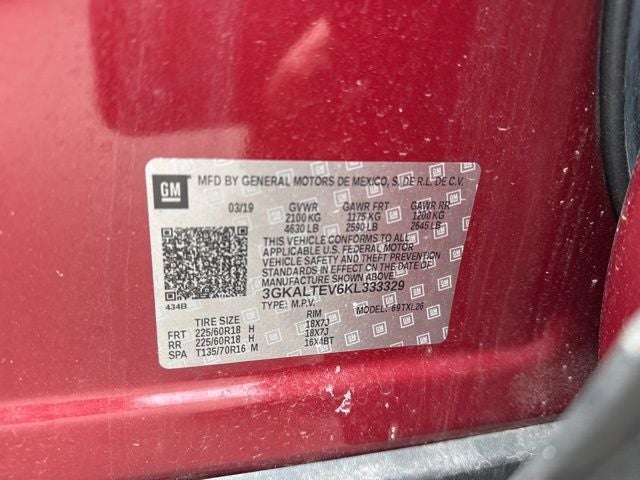 GM MFD BY GENERAL MOTORS DE MEXICO, S. DE R.L. DE C.V.
03/19 GVWR GAWR FRT GAWR RR
2100 KG 1175 KG 1200 KG
4630 LB 2590 LB 2645 LB
THIS VEHICLE CONFORMS TO ALL
APPLICABLE U.S. FEDERAL MOTOR
VEHICLE SAFETY AND THEFT PREVENTION
STANDARDS IN EFFECT ON THE DATE OF
MANUFACTURE SHOWN ABOVE.
3GKALTEV6KL333329
434B TYPE: M.P.V. MODEL: 69TXL26
TIRE SIZE RIM
FRT 225/60R18 H 18X7J
RR 225/60R18 H 18X7J
SPA T135/70R16 M 16X4BT